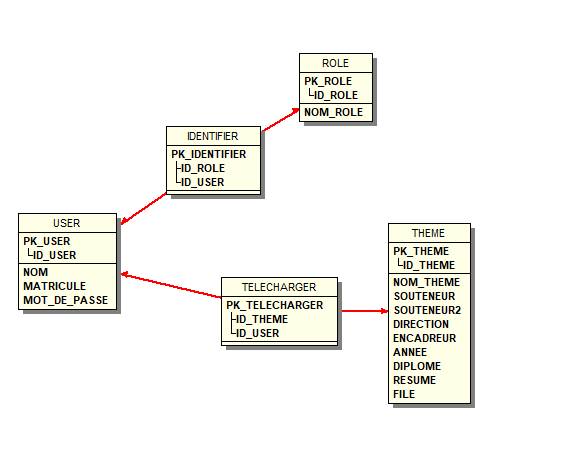 ROLE
PK_ROLE
ID_ROLE
NOM_ROLE
IDENTIFIER
PK_IDENTIFIER
ID_ROLE
ID_USER
USER
PK_USER
ID_USER
NOM
MATRICULE
MOT_DE_PASSE
TELECHARGER
PK_TELECHARGER
ID_THEME
ID_USER
THEME
PK_THEME
ID_THEME
NOM_THEME
SOUTENEUR
SOUTENEUR2
DIRECTION
ENCADREUR
ANNEE
DIPLOME
RESUME
FILE